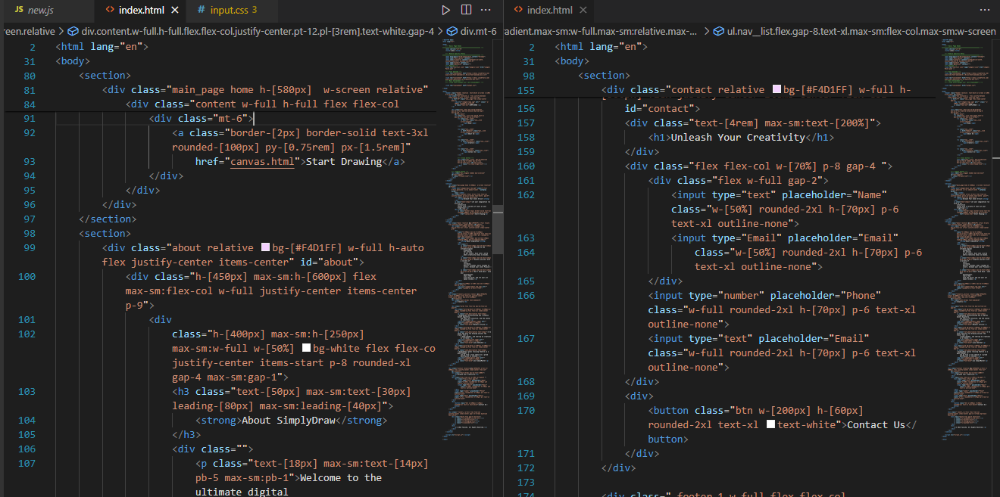 JS new.js
<> index.html ×
# input.css 3
een.relative > div.content.w-full.h-full.flex.flex-col.justify-center.pt-12.pl-[3rem].text-white.gap-4 > div.mt-6
2 <html lang="en">
31 <body>
80 <section>
81 <div class="main_page home h-[580px]  w-screen relative"
84 <div class="content w-full h-full flex flex-col
91 <div class="mt-6">
92 <a class="border-[2px] border-solid text-3xl
rounded-[100px] py-[0.75rem] px-[1.5rem]"
93 href="canvas.html">Start Drawing</a>
94 </div>
95 </div>
96 </div>
97 </section>
98 <section>
99 <div class="about relative bg-[#F4D1FF] w-full h-auto
flex justify-center items-center" id="about">
100 <div class="h-[450px] max-sm:h-[600px] flex
max-sm:flex-col w-full justify-center items-center
p-9">
101 <div
102 class="h-[400px] max-sm:h-[250px]
max-sm:w-full w-[50%] bg-white flex flex-co
justify-center items-start p-8 rounded-xl
gap-4 max-sm:gap-1">
103 <h3 class="text-[50px] max-sm:text-[30px]
leading-[80px] max-sm:leading-[40px]">
104 <strong>About SimplyDraw</strong>
105 </h3>
106 <div class="">
107 <p class="text-[18px] max-sm:text-[14px]
pb-5 max-sm:pb-1">Welcome to the
ultimate digital
<> index.html ×
adient.max-sm:w-full.max-sm:relative.max-... > ul.nav__list.flex.gap-8.text-xl.max-sm:flex-col.max-sm:w-screen
2 <html lang="en">
31 <body>
98 <section>
155 <div class="contact relative bg-[#F4D1FF] w-full h-
156 id="contact">
157 <div class="text-[4rem] max-sm:text-[200%]">
158 <h1>Unleash Your Creativity</h1>
159 </div>
160 <div class="flex flex-col w-[70%] p-8 gap-4 ">
161 <div class="flex w-full gap-2">
162 <input type="text" placeholder="Name"
class="w-[50%] rounded-2xl h-[70px] p-6
text-xl outline-none">
163 <input type="Email" placeholder="Email"
164 class="w-[50%] rounded-2xl h-[70px] p-6
text-xl outline-none">
165 </div>
166 <input type="number" placeholder="Phone"
class="w-full rounded-2xl h-[70px] p-6 text-xl
outline-none">
167 <input type="text" placeholder="Email"
class="w-full rounded-2xl h-[70px] p-6 text-xl
outline-none">
168 </div>
169 <div>
170 <button class="btn w-[200px] h-[60px]
rounded-2xl text-xl text-white">Contact Us</
button>
171 </div>
172 </div>
173
174 <div class=" footer-1 w-full flex flex-col